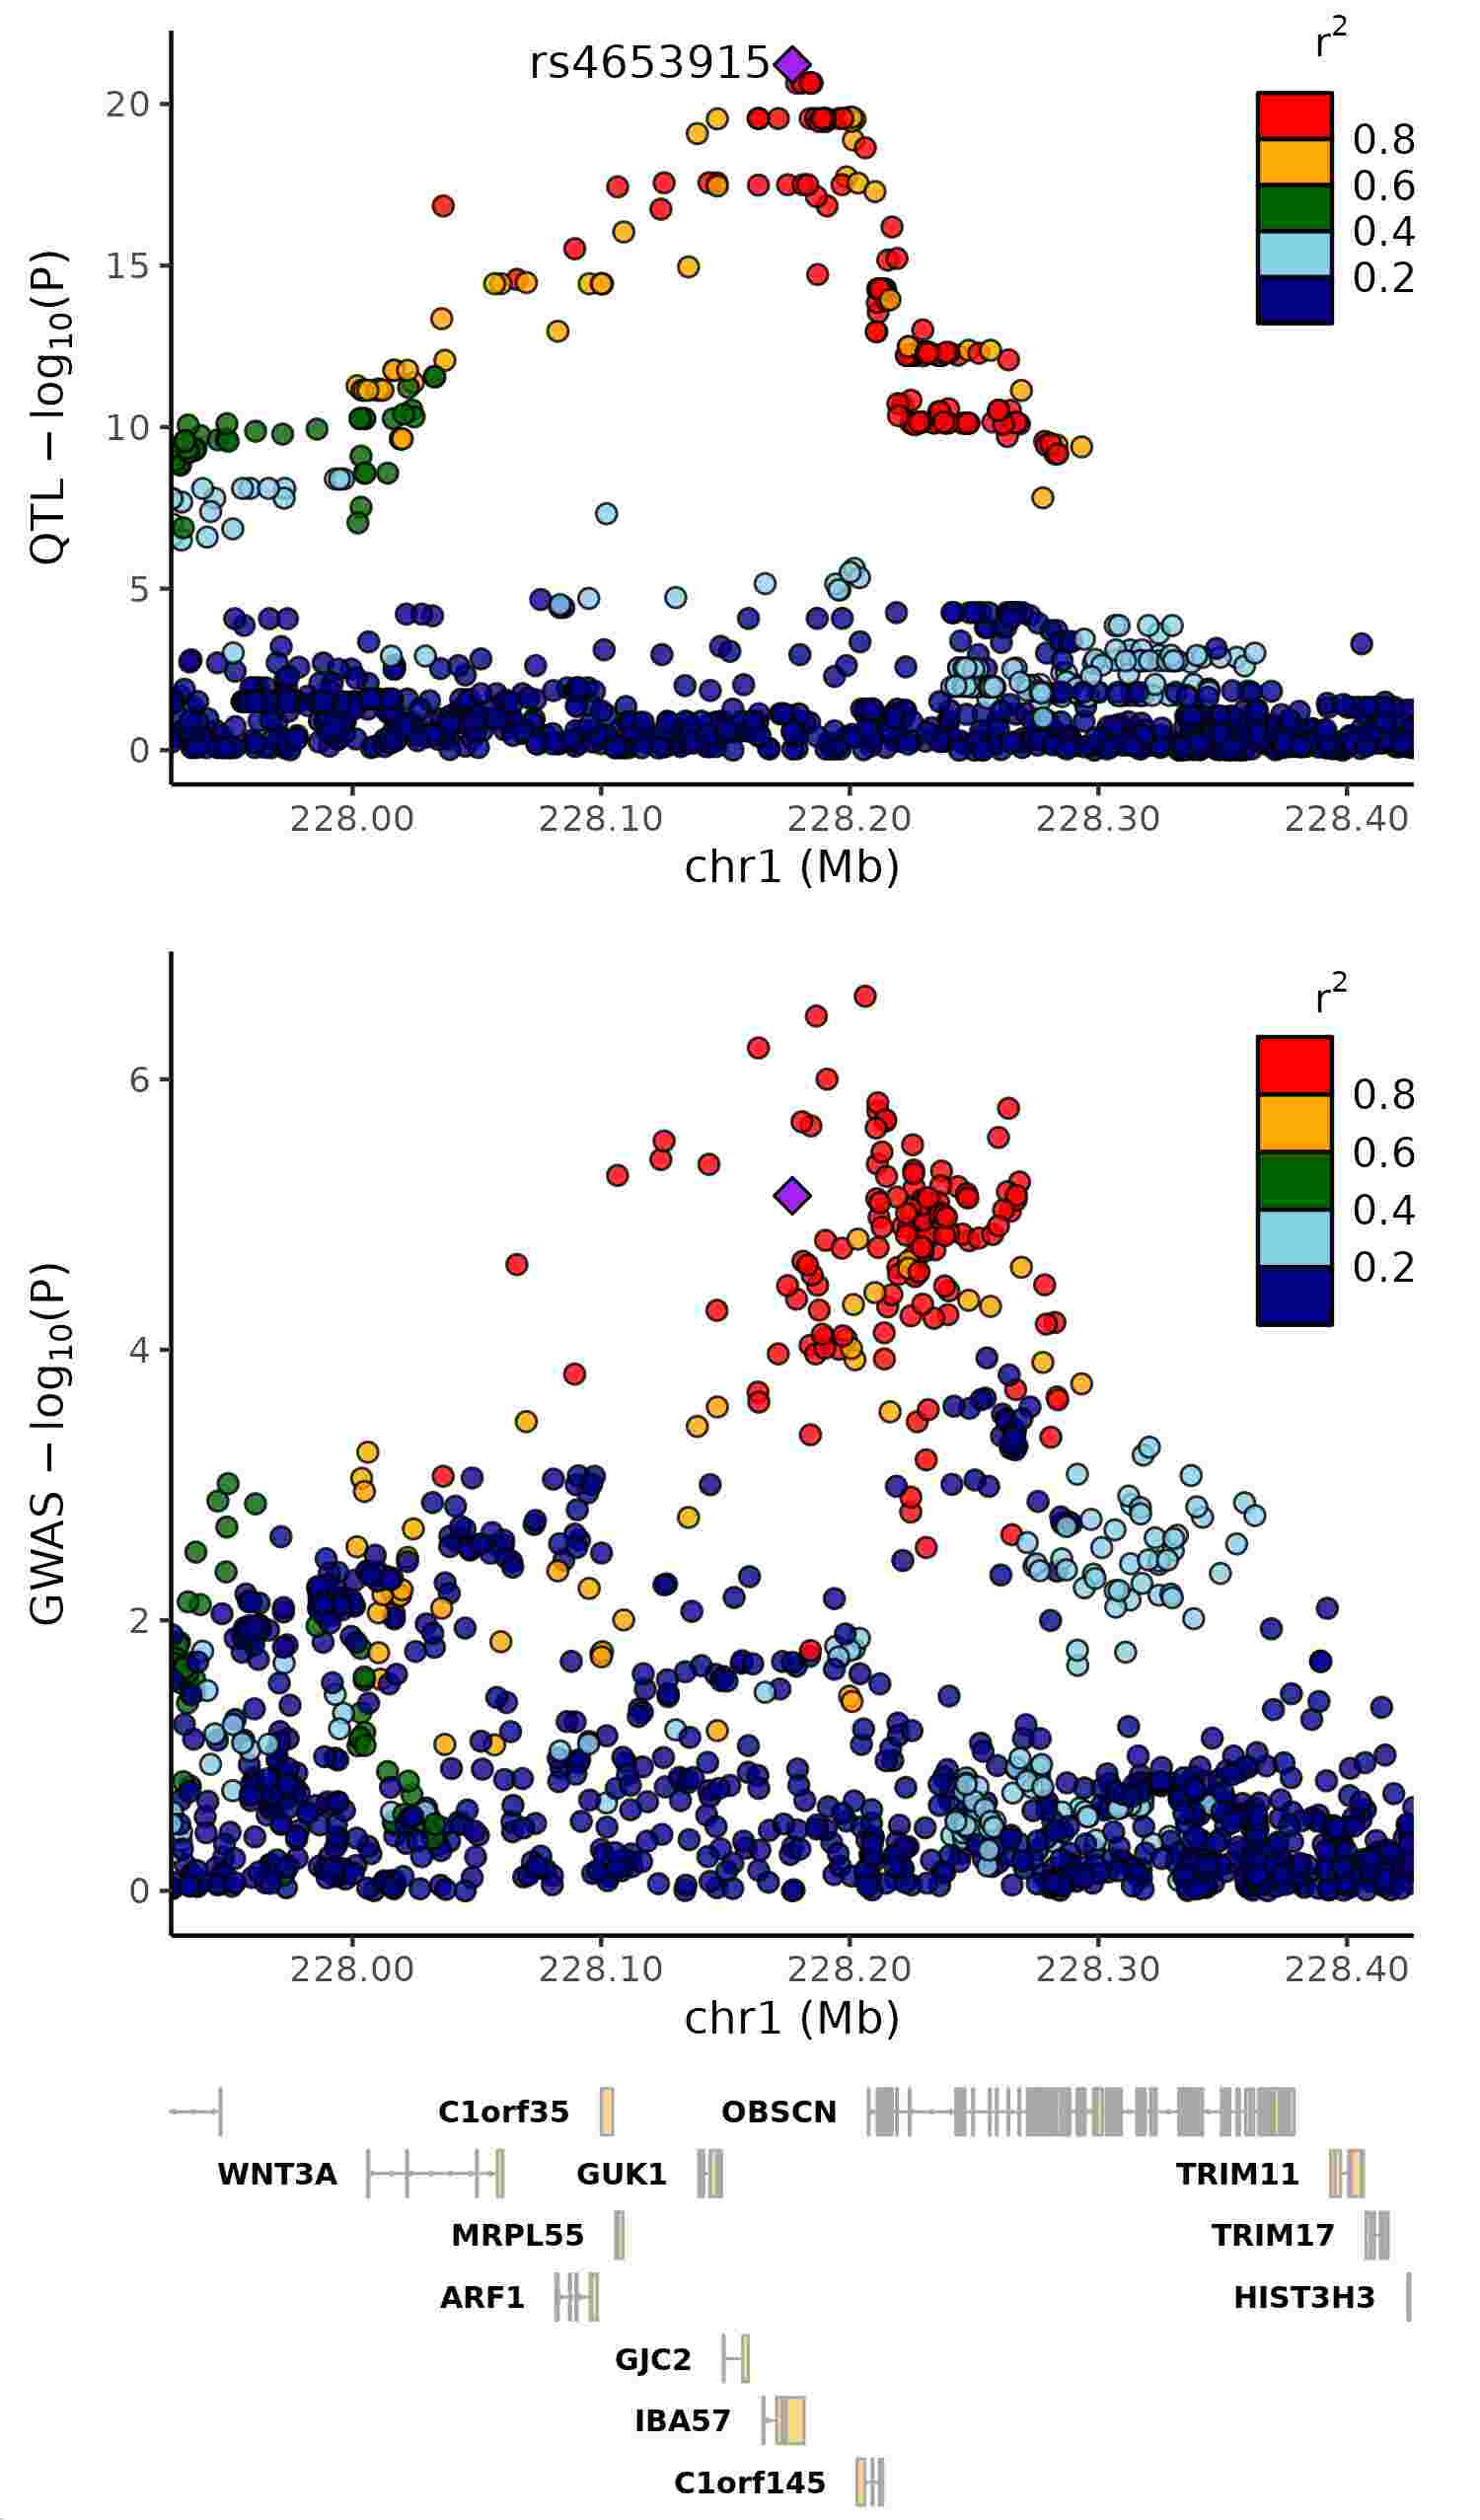 r²
rs4653915
20
15
10
5
0
0.8
0.6
0.4
0.2
QTL −log₁₀(P)
228.00 228.10 228.20 228.30 228.40
chr1 (Mb)
r²
6
4
2
0
0.8
0.6
0.4
0.2
GWAS −log₁₀(P)
228.00 228.10 228.20 228.30 228.40
chr1 (Mb)
C1orf35 OBSCN
WNT3A GUK1 TRIM11
MRPL55 TRIM17
ARF1 HIST3H3
GJC2
IBA57
C1orf145